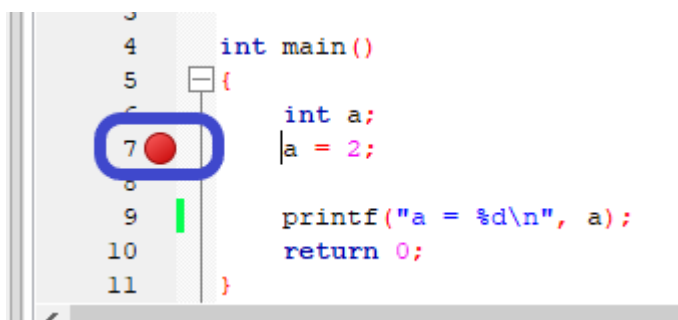 4 int main()
5 {
int a;
7 a = 2;
9 printf("a = %d\n", a);
10 return 0;
11 }